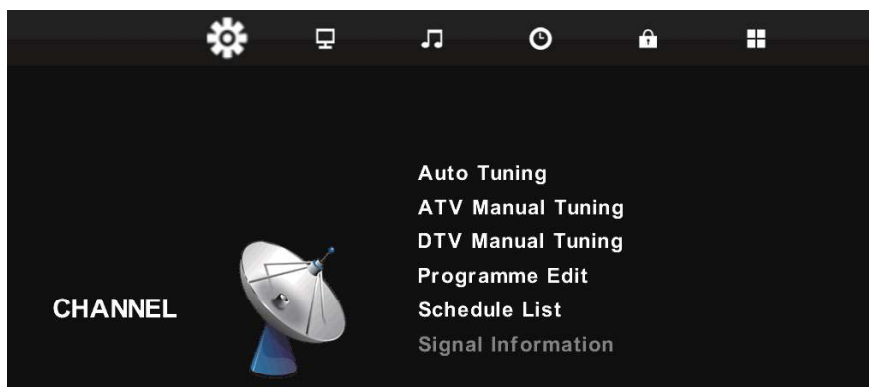 Auto Tuning
ATV Manual Tuning
DTV Manual Tuning
Programme Edit
CHANNEL
Schedule List
Signal Information